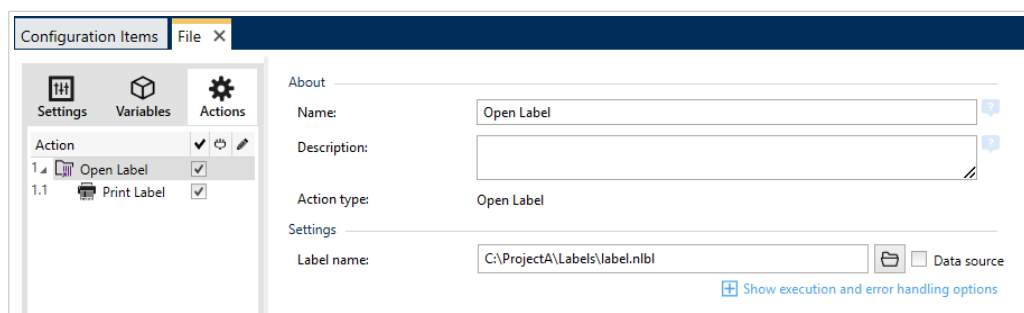 Configuration Items File
Settings Variables Actions
Action
1 Open Label
1.1 Print Label
About
Name: Open Label
Description:
Action type: Open Label
Settings
Label name: C:\ProjectA\Labels\label.nlbl Data source
Show execution and error handling options